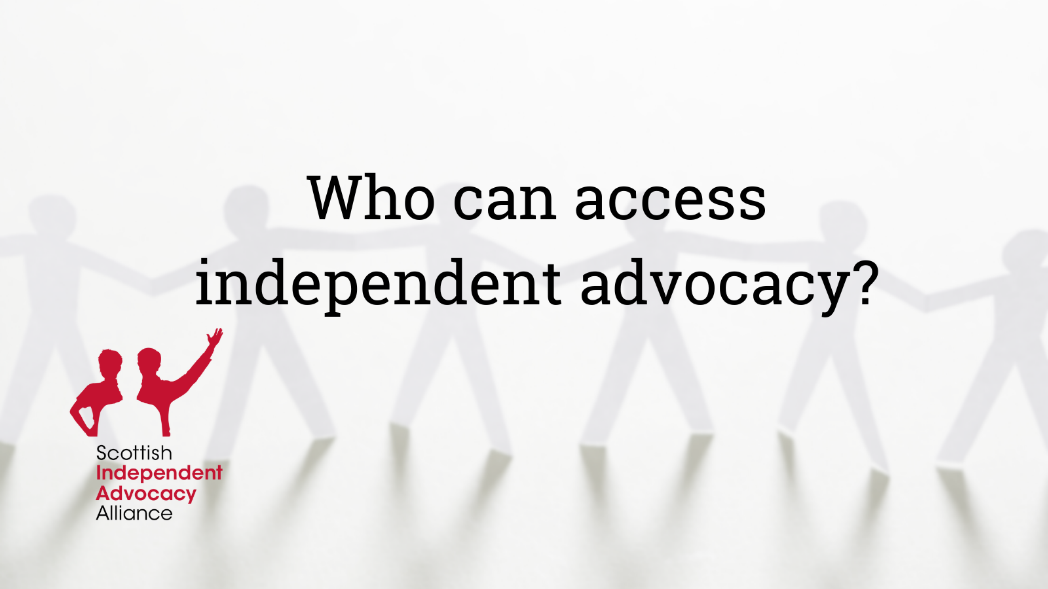 Who can access
independent advocacy?
Scottish
Independent
Advocacy
Alliance